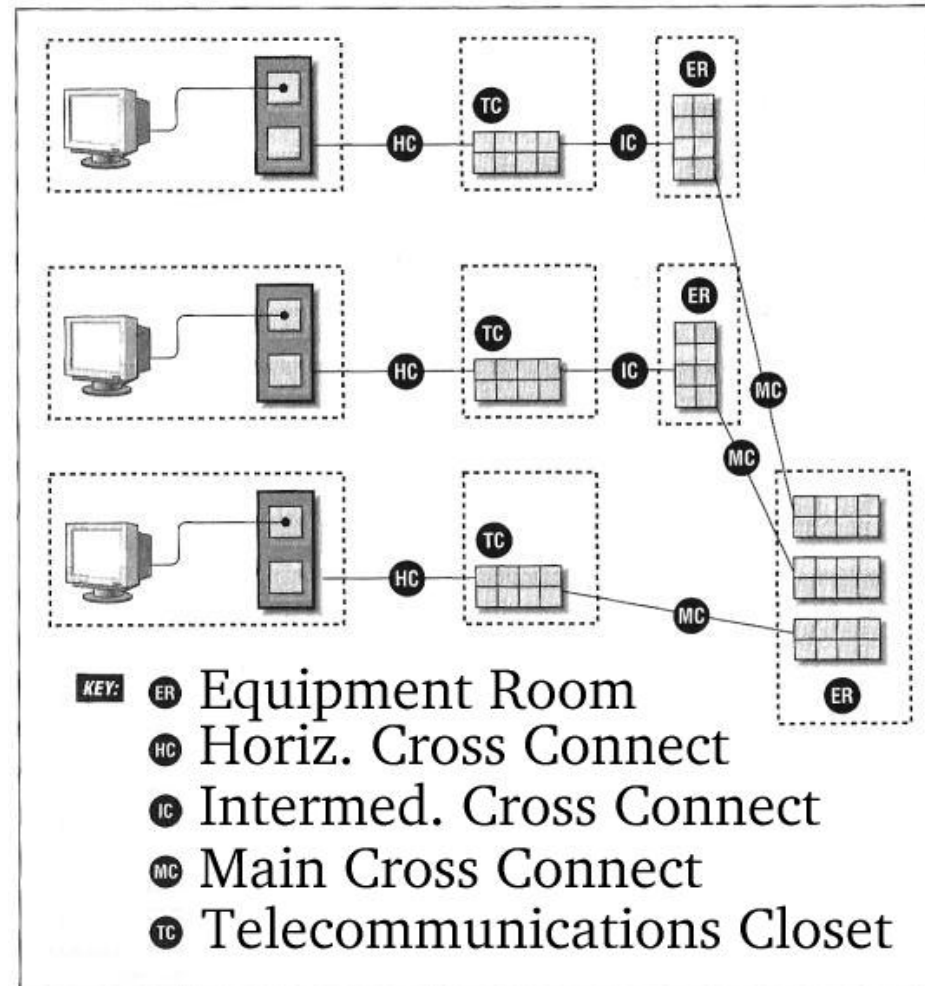 ER
TC
HC
IC
ER
TC
HC
IC
MC
MC
TC
HC
MC
ER
KEY:
ER Equipment Room
HC Horiz. Cross Connect
IC Intermed. Cross Connect
MC Main Cross Connect
TC Telecommunications Closet